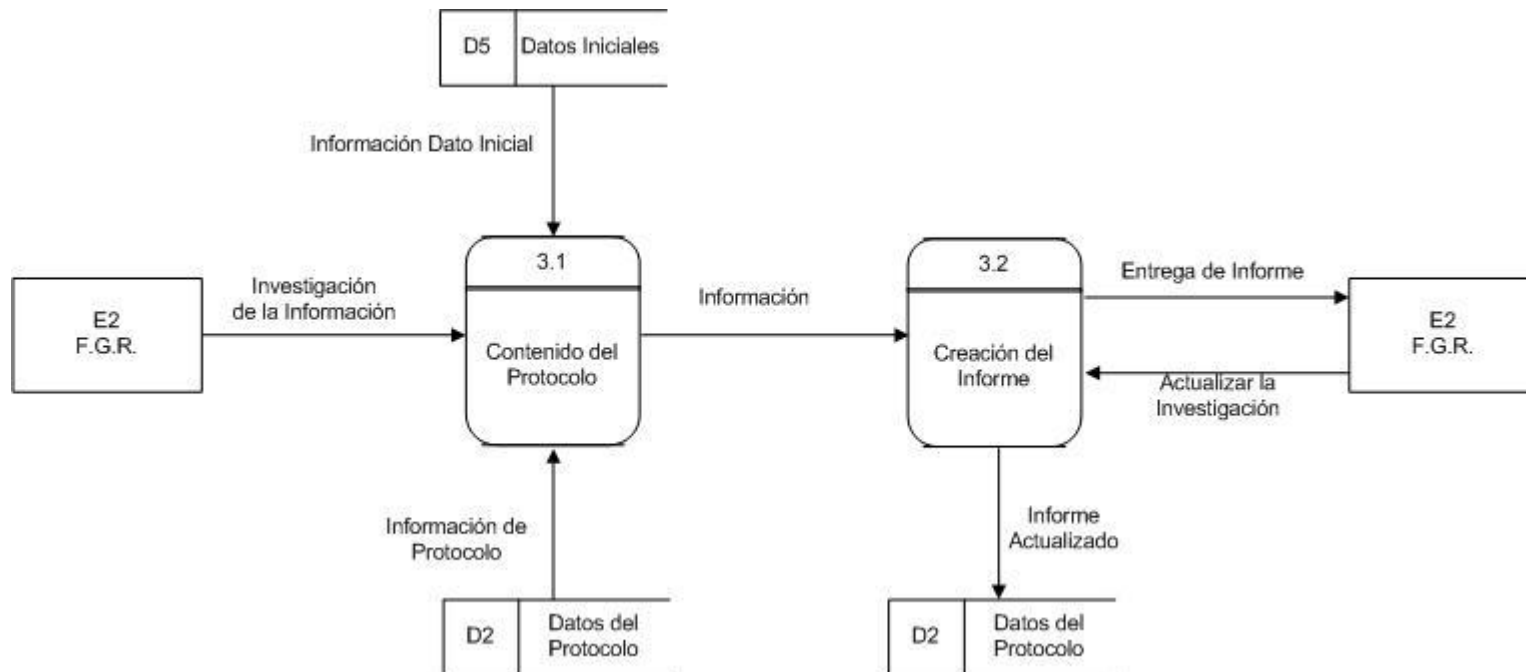 D5
Datos Iniciales
Información Dato Inicial
3.1
3.2
Investigación
de la Información
Información
Entrega de Informe
E2
F.G.R.
Contenido del
Protocolo
Creación del
Informe
E2
F.G.R.
Actualizar la
Investigación
Información de
Protocolo
Informe
Actualizado
D2
Datos del
Protocolo
D2
Datos del
Protocolo